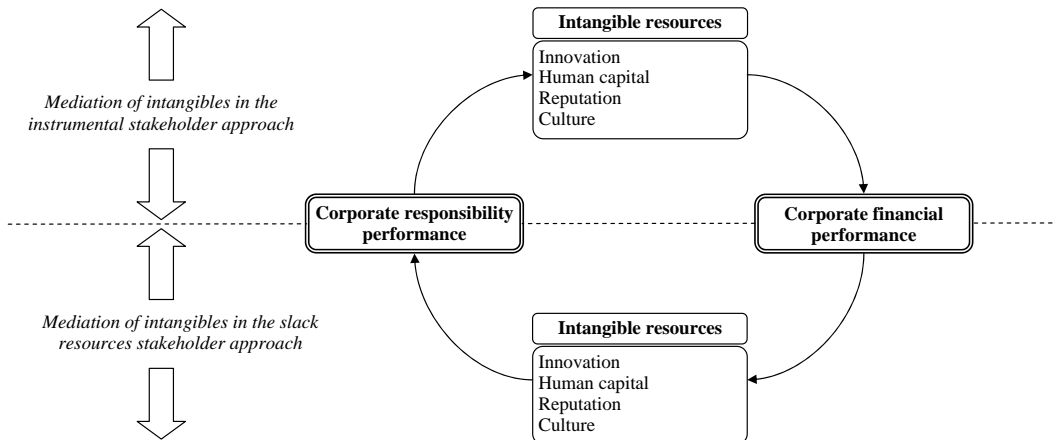 Intangible resources
Innovation
Human capital
Reputation
Culture
Mediation of intangibles in the
instrumental stakeholder approach
Corporate responsibility
performance
Corporate financial
performance
Mediation of intangibles in the slack
resources stakeholder approach
Intangible resources
Innovation
Human capital
Reputation
Culture